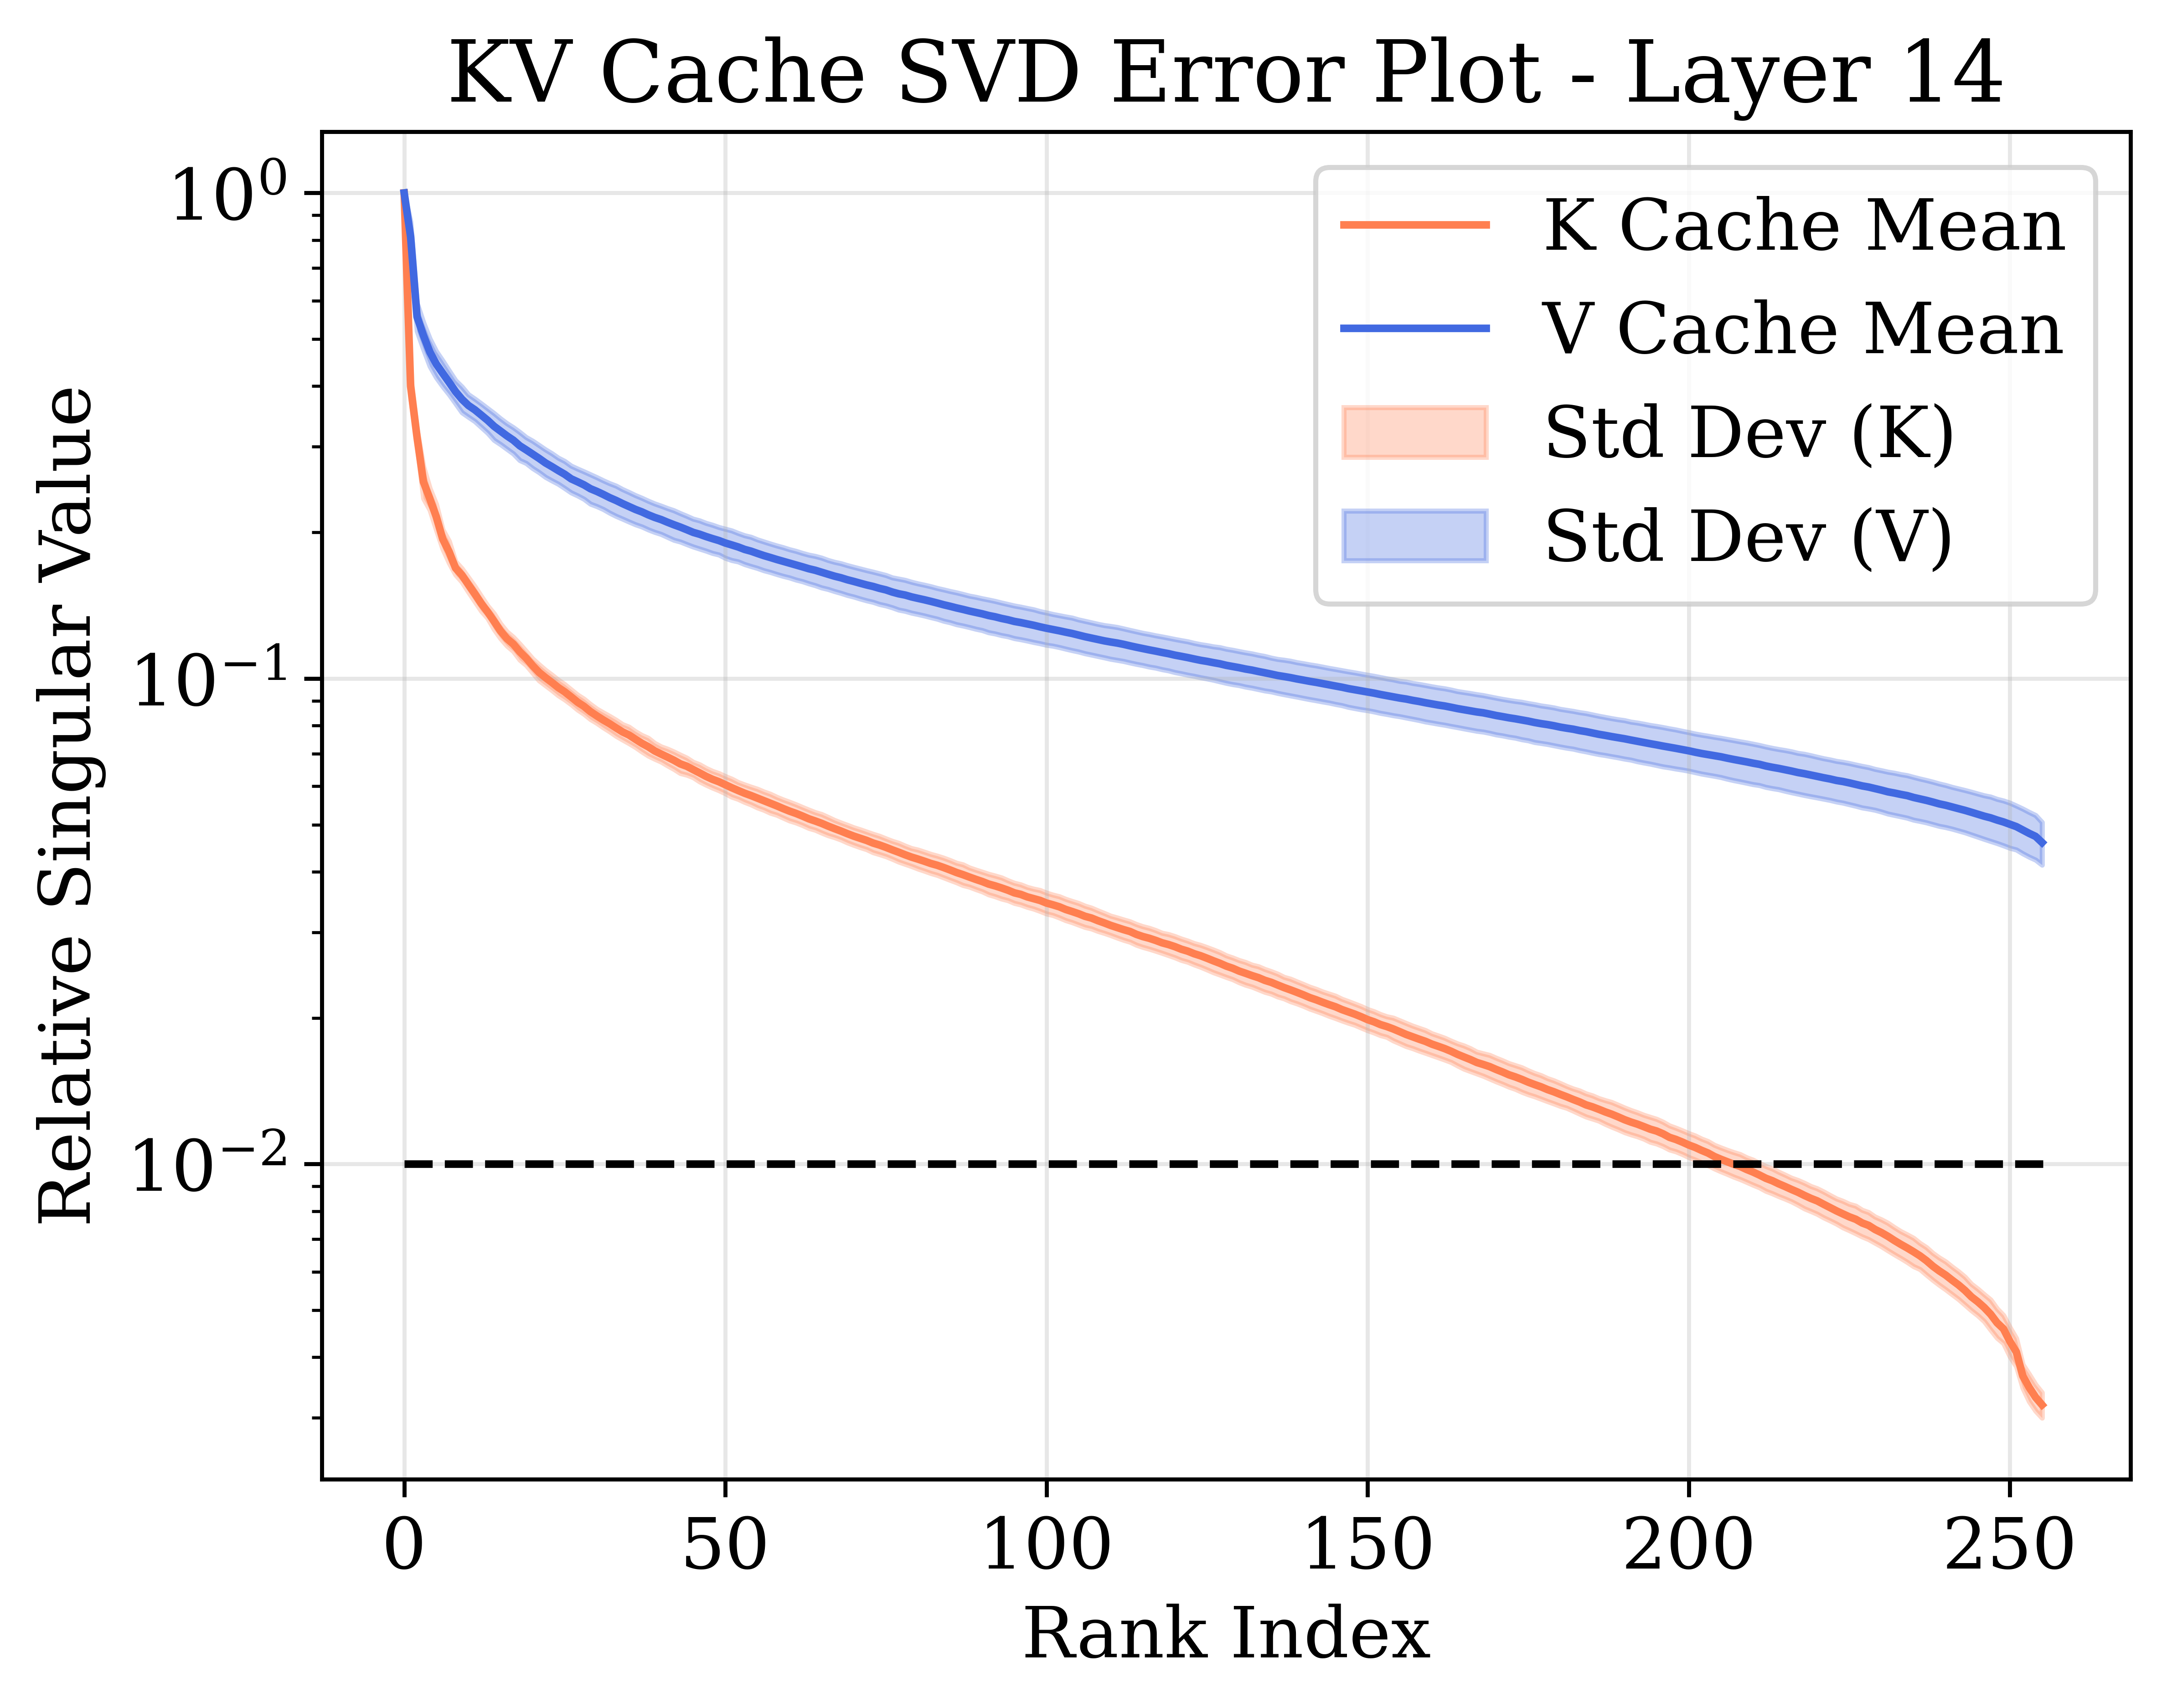 KV Cache SVD Error Plot - Layer 14
10⁰
10⁻¹
10⁻²
Relative Singular Value
K Cache Mean
V Cache Mean
Std Dev (K)
Std Dev (V)
0 50 100 150 200 250
Rank Index